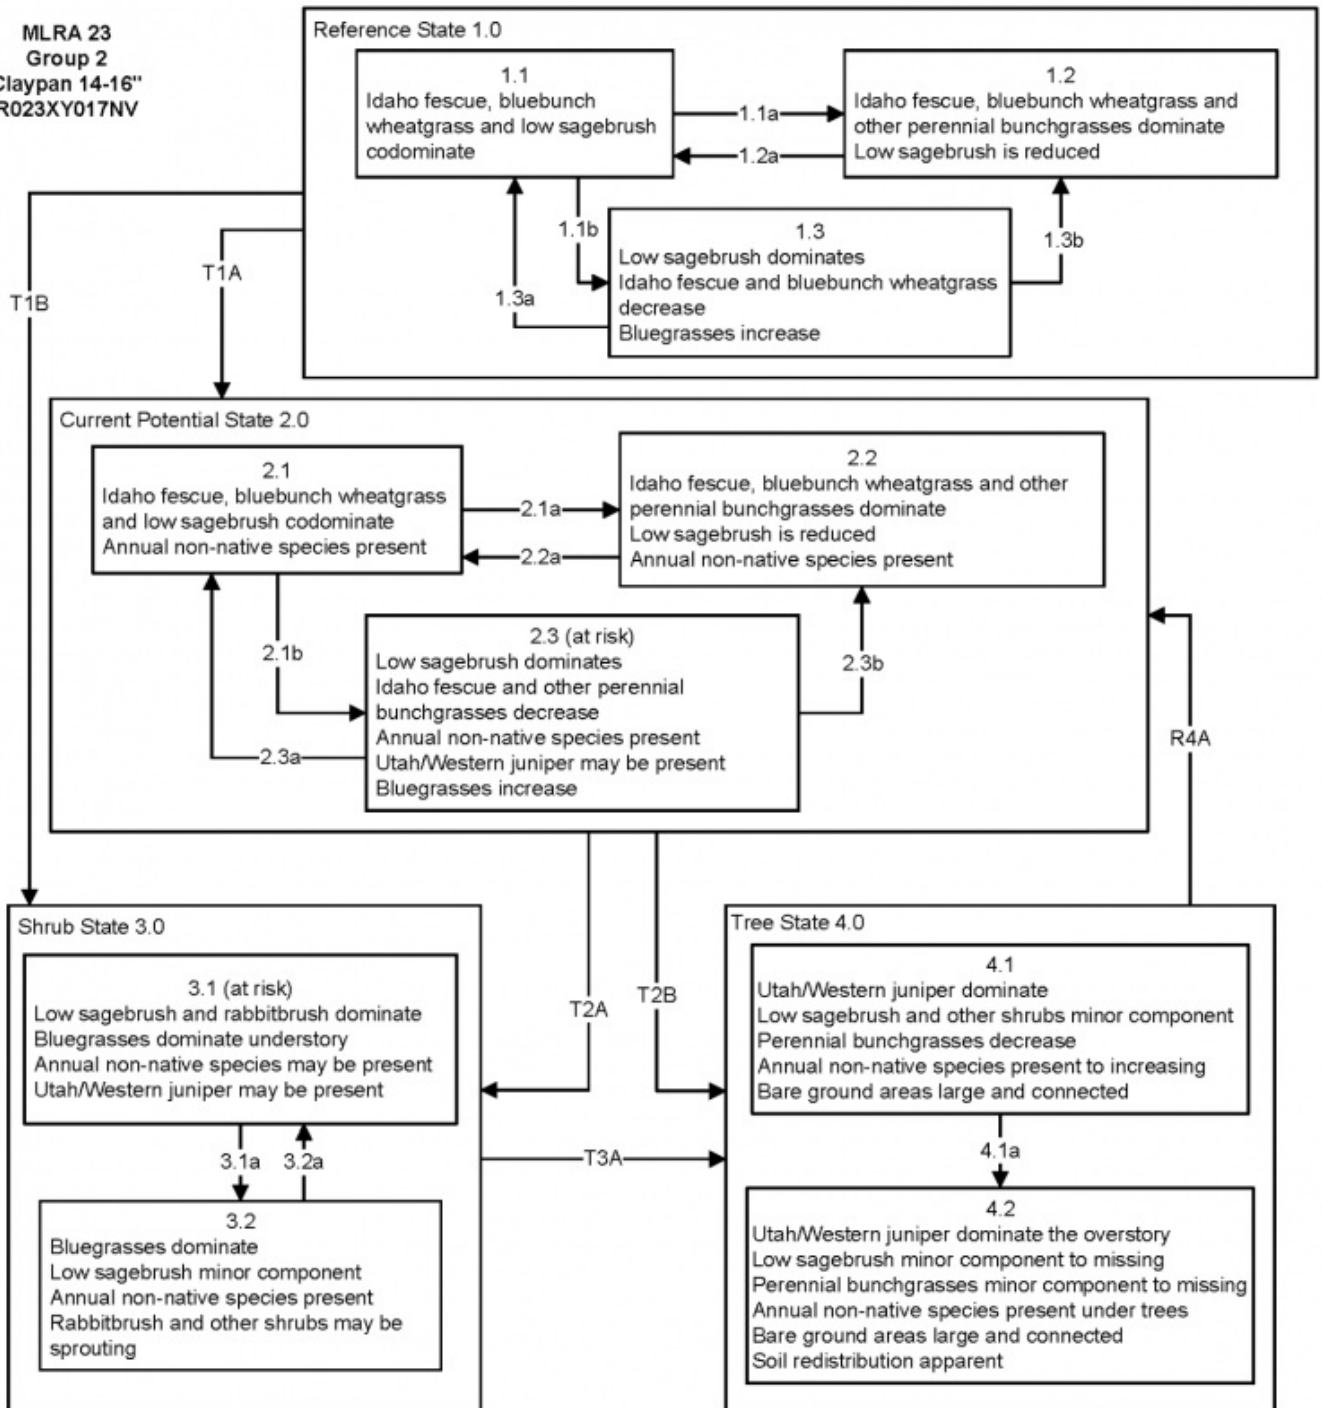 MLRA 23
Group 2
Claypan 14-16"
R023XY017NV
Reference State 1.0
1.1
Idaho fescue, bluebunch
wheatgrass and low sagebrush
codominate
1.1a
1.2a
1.2
Idaho fescue, bluebunch wheatgrass and
other perennial bunchgrasses dominate
Low sagebrush is reduced
1.1b
1.3a
1.3
Low sagebrush dominates
Idaho fescue and bluebunch wheatgrass
decrease
Bluegrasses increase
1.3b
T1B
T1A
Current Potential State 2.0
2.1
Idaho fescue, bluebunch wheatgrass
and low sagebrush codominate
Annual non-native species present
2.1a
2.2a
2.2
Idaho fescue, bluebunch wheatgrass and other
perennial bunchgrasses dominate
Low sagebrush is reduced
Annual non-native species present
2.1b
2.3a
2.3 (at risk)
Low sagebrush dominates
Idaho fescue and other perennial
bunchgrasses decrease
Annual non-native species present
Utah/Western juniper may be present
Bluegrasses increase
2.3b
R4A
T2A
T2B
Shrub State 3.0
3.1 (at risk)
Low sagebrush and rabbitbrush dominate
Bluegrasses dominate understory
Annual non-native species may be present
Utah/Western juniper may be present
3.1a
3.2a
3.2
Bluegrasses dominate
Low sagebrush minor component
Annual non-native species present
Rabbitbrush and other shrubs may be
sprouting
T3A
Tree State 4.0
4.1
Utah/Western juniper dominate
Low sagebrush and other shrubs minor component
Perennial bunchgrasses decrease
Annual non-native species present to increasing
Bare ground areas large and connected
4.1a
4.2
Utah/Western juniper dominate the overstory
Low sagebrush minor component to missing
Perennial bunchgrasses minor component to missing
Annual non-native species present under trees
Bare ground areas large and connected
Soil redistribution apparent